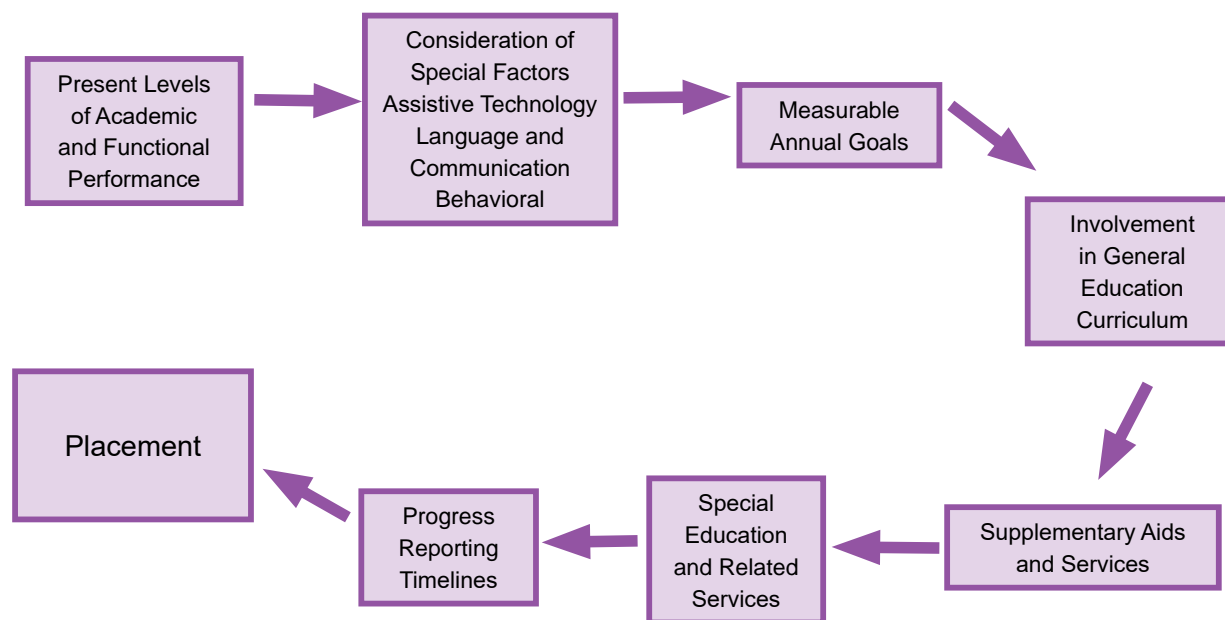 Present Levels
of Academic
and Functional
Performance
Consideration of
Special Factors
Assistive Technology
Language and
Communication
Behavioral
Measurable
Annual Goals
Involvement
in General
Education
Curriculum
Supplementary Aids
and Services
Special
Education
and Related
Services
Progress
Reporting
Timelines
Placement